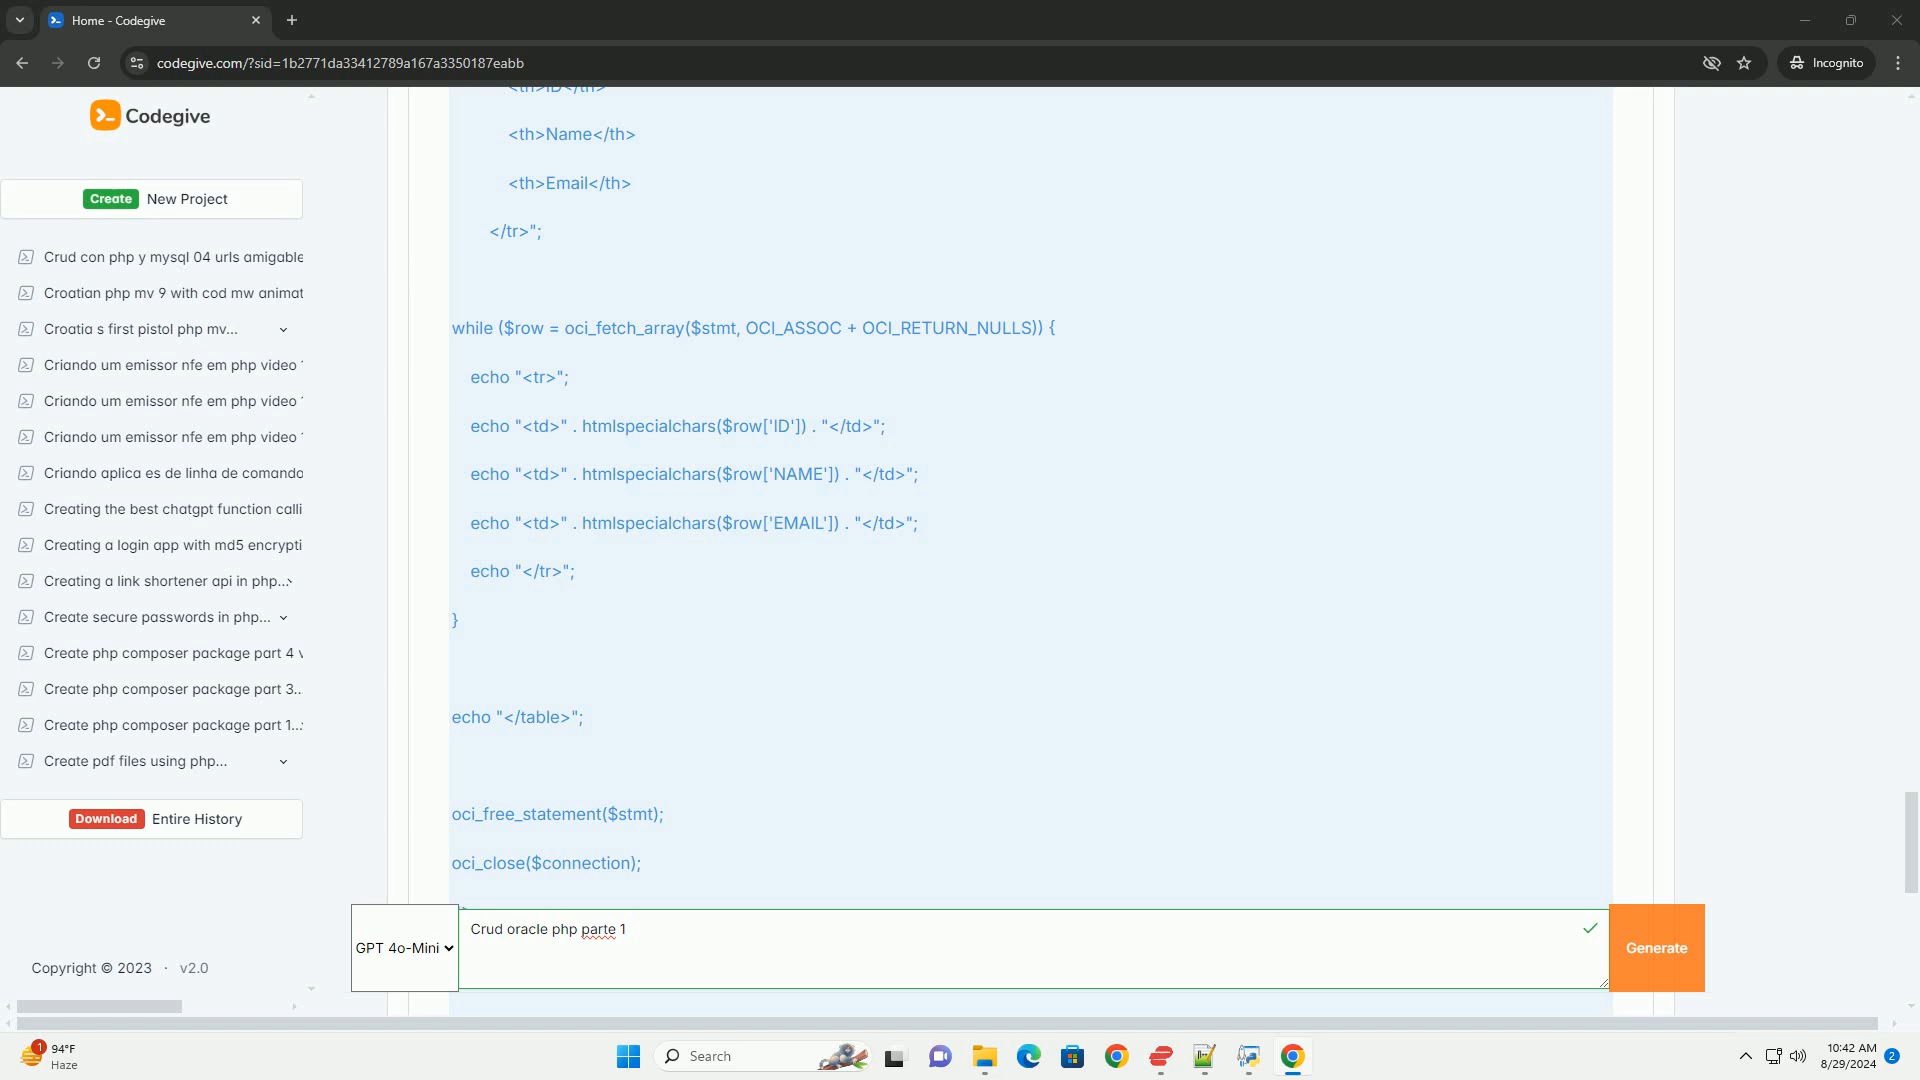 Home - Codegive
codegive.com/?sid=1b2771da33412789a167a3350187eabb
Incognito
Codegive
Create New Project
Crud con php y mysql 04 urls amigable
Croatian php mv 9 with cod mw animat
Croatia s first pistol php mv...
Criando um emissor nfe em php video
Criando um emissor nfe em php video
Criando um emissor nfe em php video
Criando aplica es de linha de comando
Creating the best chatgpt function calli
Creating a login app with md5 encrypti
Creating a link shortener api in php...
Create secure passwords in php...
Create php composer package part 4 v
Create php composer package part 3...
Create php composer package part 1...
Create pdf files using php...
Download Entire History
Copyright © 2023 · v2.0
<th>ID</th>
<th>Name</th>
<th>Email</th>
</tr>";
while ($row = oci_fetch_array($stmt, OCI_ASSOC + OCI_RETURN_NULLS)) {
echo "<tr>";
echo "<td>" . htmlspecialchars($row['ID']) . "</td>";
echo "<td>" . htmlspecialchars($row['NAME']) . "</td>";
echo "<td>" . htmlspecialchars($row['EMAIL']) . "</td>";
echo "</tr>";
}
echo "</table>";
oci_free_statement($stmt);
oci_close($connection);
GPT 4o-Mini
Crud oracle php parte 1
Generate
1
94°F
Haze
Search
10:42 AM
8/29/2024
2